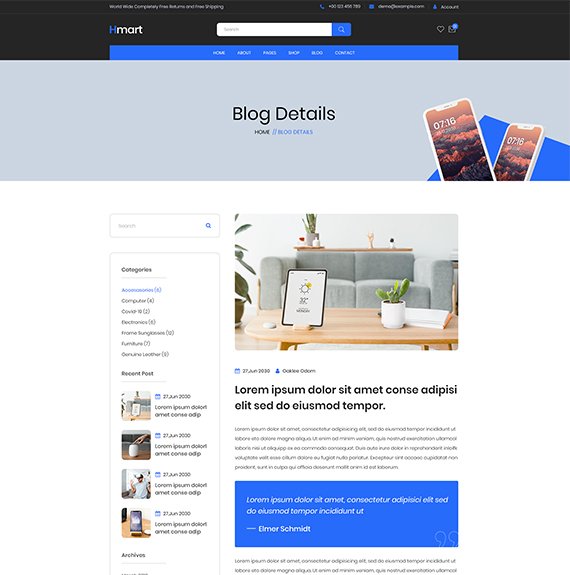 World Wide Completely Free Returns and Free Shipping
+00 123 456 789
demo@example.com
Account
Hmart
Search
HOME
ABOUT
PAGES
SHOP
BLOG
CONTACT
Blog Details
HOME // BLOG DETAILS
07:16
07:16
Search
Categories
Accessories (6)
Computer (4)
Covid-19 (2)
Electronics (6)
Frame Sunglasses (12)
Furniture (7)
Genuine Leather (9)
Recent Post
27,Jun 2030
Lorem ipsum dolorl
amet conse adip
27,Jun 2030
Lorem ipsum dolorl
amet conse adip
27,Jun 2030
Lorem ipsum dolorl
amet conse adip
27,Jun 2030
Lorem ipsum dolorl
amet conse adip
Archives
32°
MONDAY
27,Jun 2030
Oaklee Odom
Lorem ipsum dolor sit amet conse adipisi
elit sed do eiusmod tempor.
Lorem ipsum dolor sit amet, consectetur adipisicing elit, sed do eiusmod tempor incididunt ut
labore et dolore magna aliqua. Ut enim ad minim veniam, quis nostrud exercitation ullamco
laboris nisi ut aliquip ex ea commodo consequat. Duis aute irure dolor in reprehenderit
voluptate velit esse cillum dolore eu fugiat nulla pariatur. Excepteur sint occaecat cupidatat non
proident, sunt in culpa qui officia deserunt mollit anim id est laborum.
Lorem ipsum dolor sit amet, consectetur adipisici elit sed
do eiusmod tempor incididunt ut
Elmer Schmidt
Lorem ipsum dolor sit amet, consectetur adipisicing elit, sed do eiusmod tempor incididunt ut